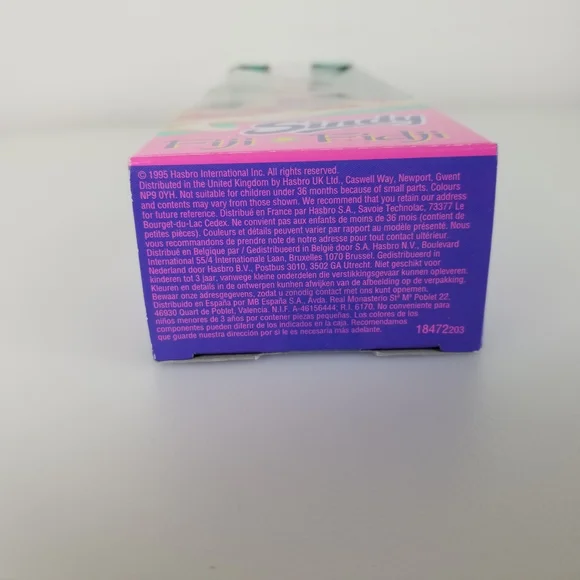 Sindy
Fiji • Fidji
© 1995 Hasbro International Inc. All rights reserved.
Distributed in the United Kingdom by Hasbro UK Ltd., Caswell Way, Newport, Gwent
NP9 0YH. Not suitable for children under 36 months because of small parts. Colours
and contents may vary from those shown. We recommend that you retain our address
for future reference. Distribué en France par Hasbro S.A., Savoie Technolac, 73377 Le
Bourget-du-Lac Cedex. Ne convient pas aux enfants de moins de 36 mois (contient de
petites pièces). Couleurs et détails peuvent varier par rapport au modèle présenté. Nous
vous recommandons de prendre note de notre adresse pour tout contact ultérieur.
Distribué en Belgique par / Gedistribueerd in België door S.A. Hasbro N.V., Boulevard
International 55/4 Internationale Laan, Bruxelles 1070 Brussel. Gedistribueerd in
Nederland door Hasbro B.V., Postbus 3010, 3502 GA Utrecht. Niet geschikt voor
kinderen tot 3 jaar, vanwege kleine onderdelen die verstikkingsgevaar kunnen opleveren.
Kleuren en details in de ontwerpen kunnen afwijken van de afbeelding op de verpakking.
Bewaar onze adresgegevens, zodat u zonodig contact met ons kunt opnemen.
Distribuido en España por MB España S.A., Avda. Real Monasterio Stª Mª Poblet 22,
46930 Quart de Poblet, Valencia. N.I.F. A-46156444; R.I. 6170. No conveniente para
niños menores de 3 años por contener piezas pequeñas. Los colores de los
componentes pueden diferir de los indicados en la caja. Recomendamos
que guarde nuestra dirección por si le es necesaria más adelante.
18472203